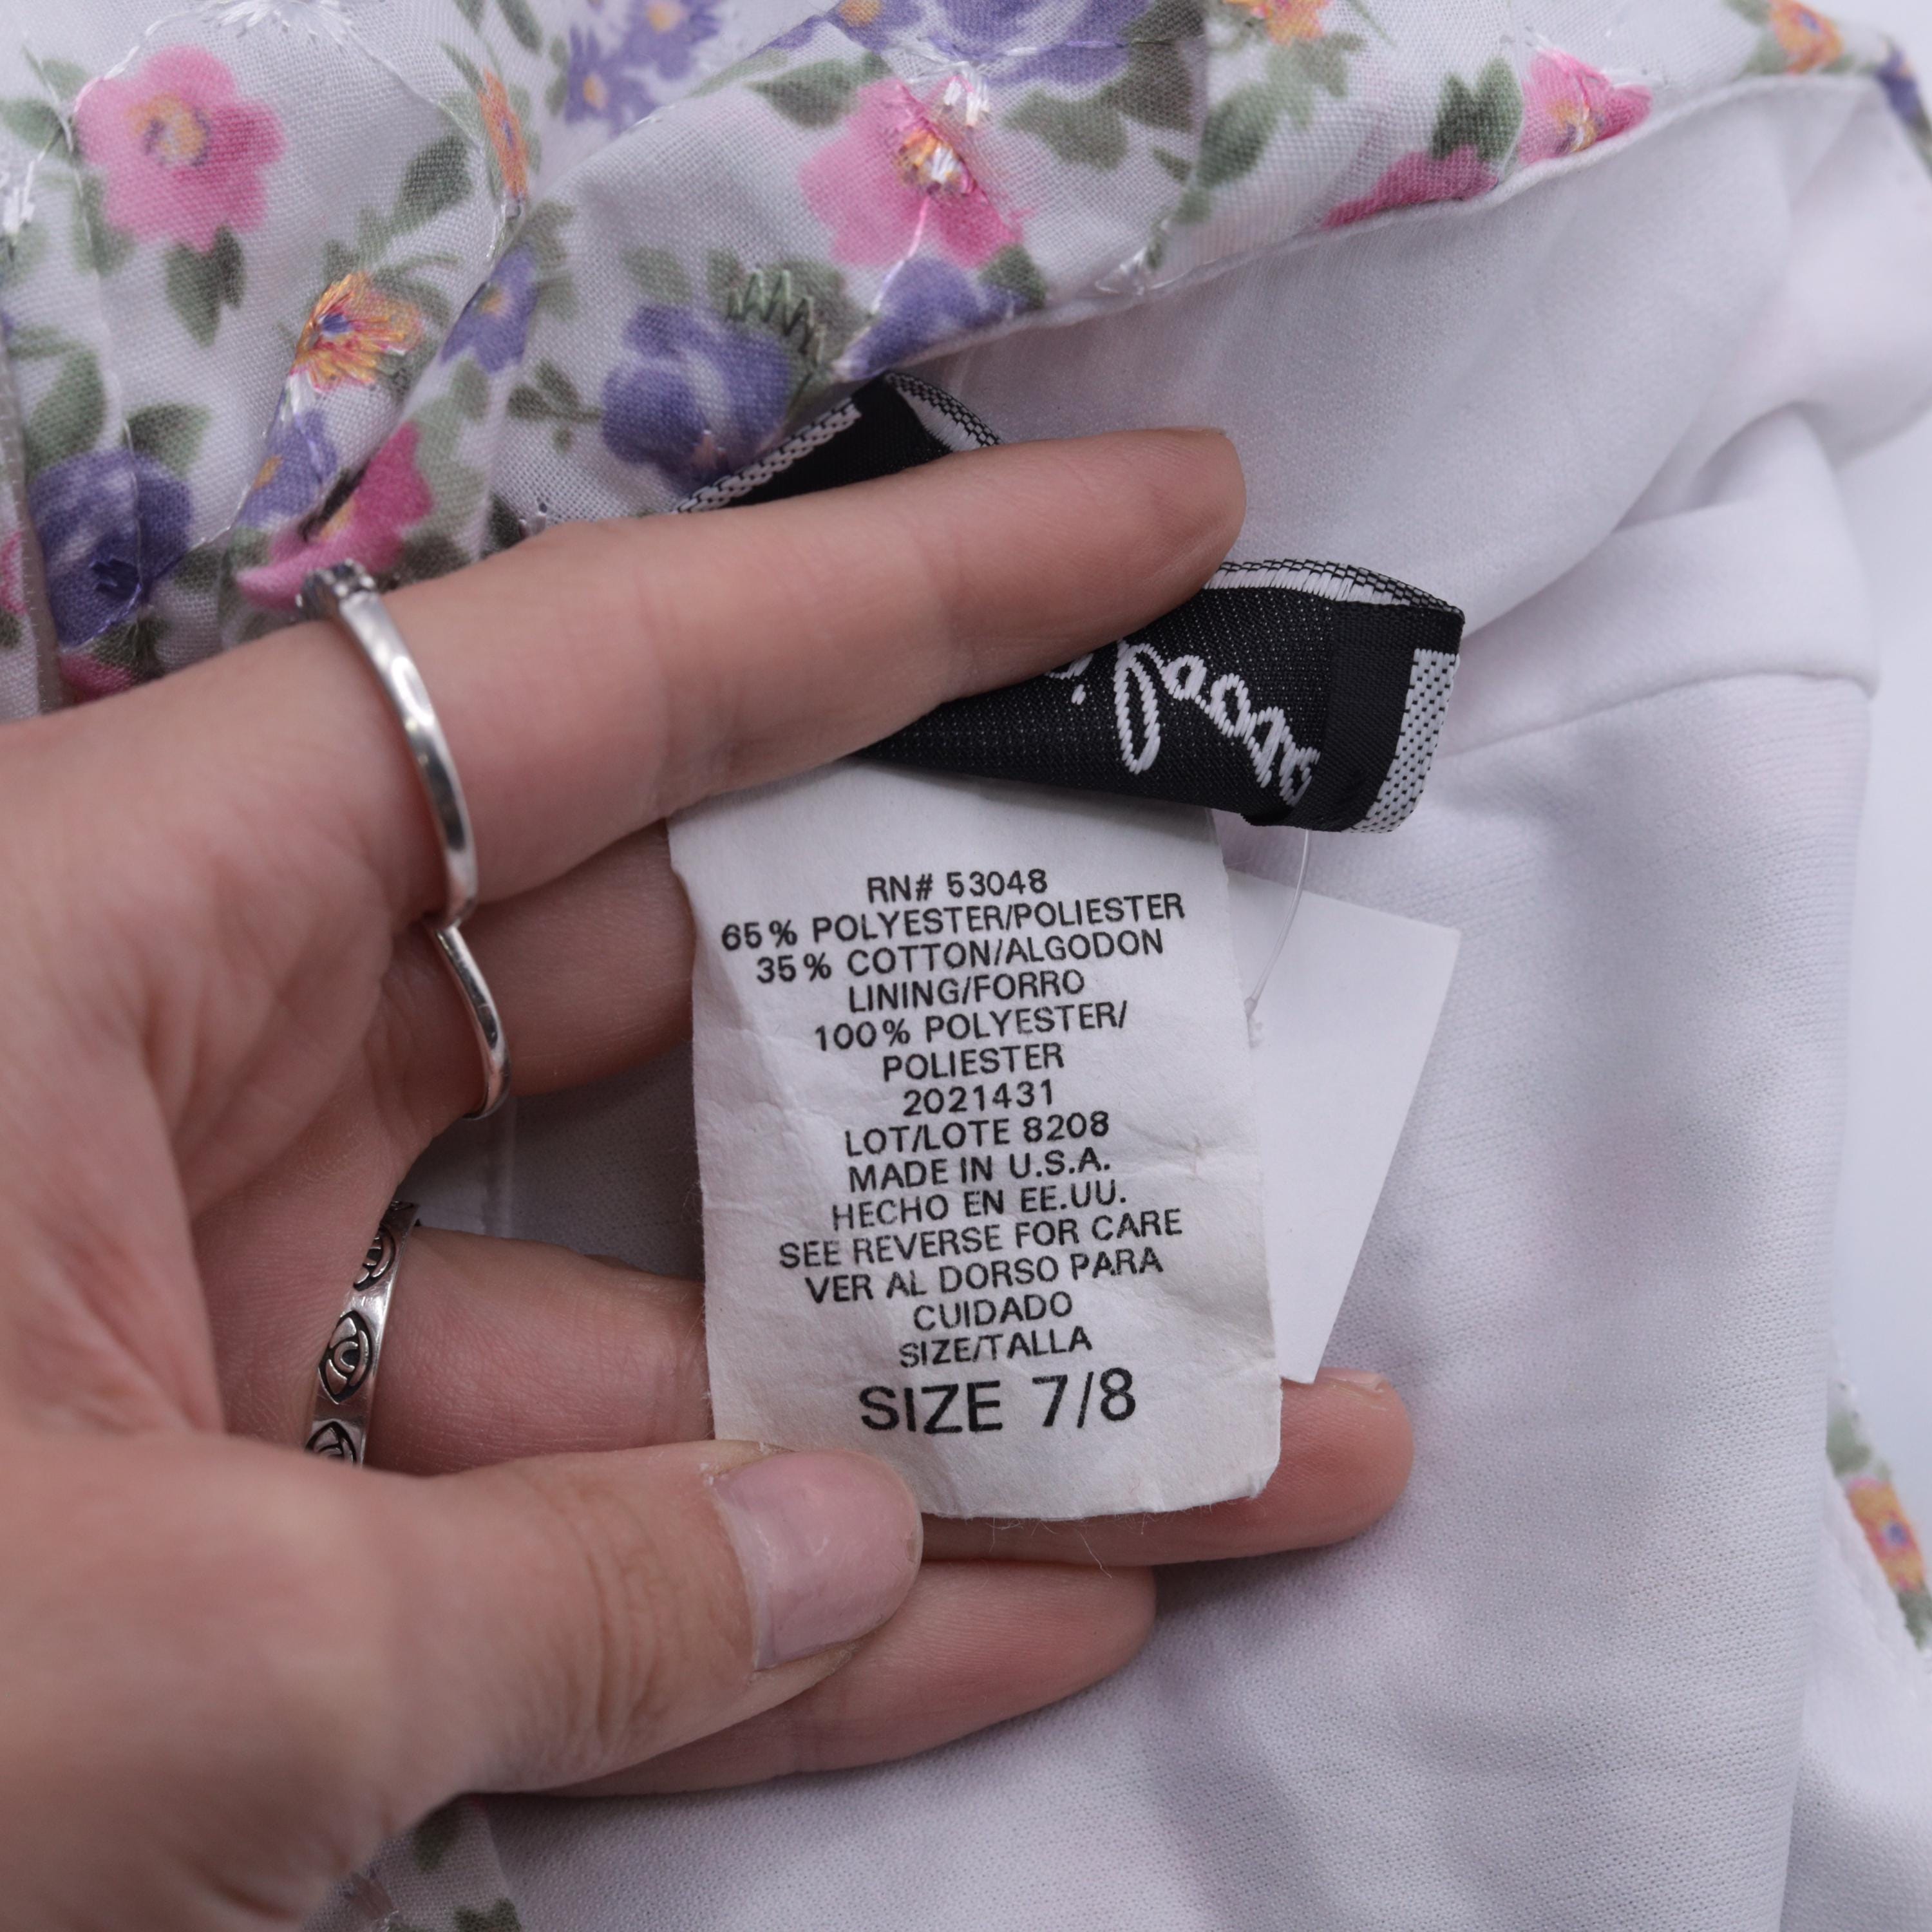 RN# 53048
65% POLYESTER/POLIESTER
35% COTTON/ALGODON
LINING/FORRO
100% POLYESTER/
POLIESTER
2021431
LOT/LOTE 8208
MADE IN U.S.A.
HECHO EN EE.UU.
SEE REVERSE FOR CARE
VER AL DORSO PARA
CUIDADO
SIZE/TALLA
SIZE 7/8